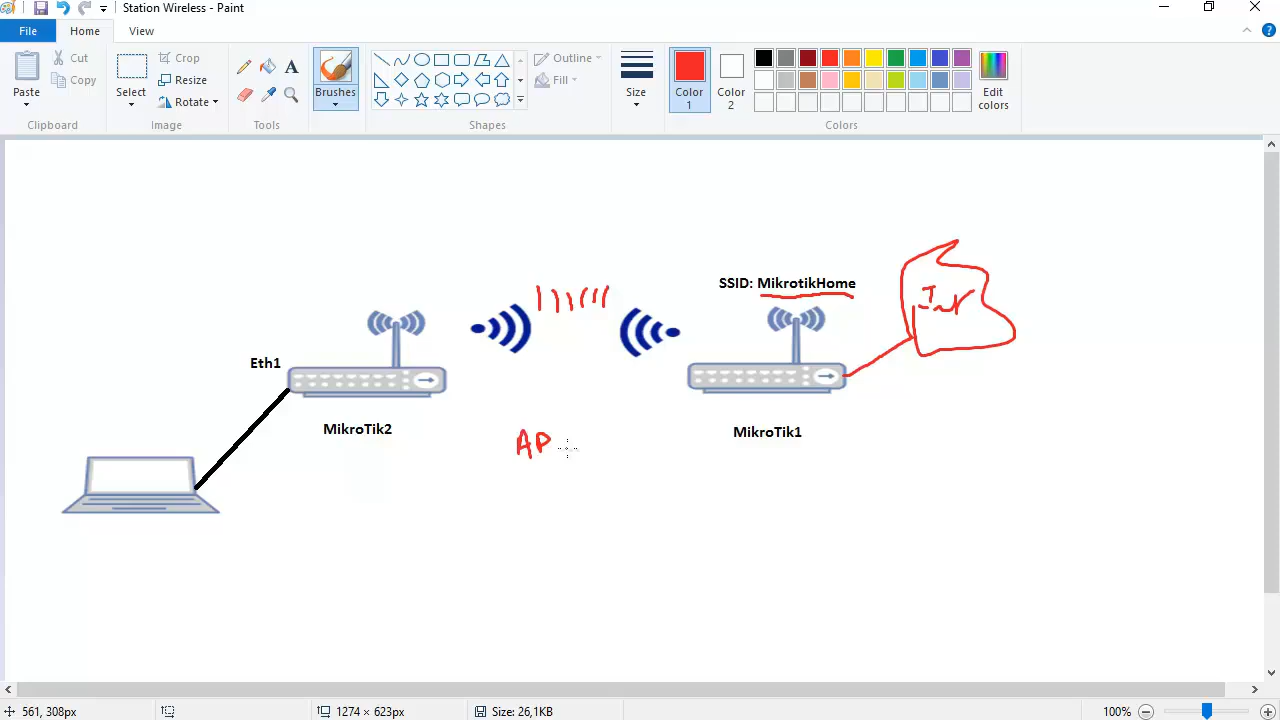 Station Wireless - Paint
File Home View
Paste
Cut
Copy
Clipboard
Select
Crop
Resize
Rotate
Image
Tools
Brushes
Shapes
Outline
Fill
Size
Color 1
Color 2
Colors
Edit colors
SSID: MikrotikHome
Int
Eth1
MikroTik2
MikroTik1
AP
561, 308px
1274 × 623px
Size: 26,1KB
100%